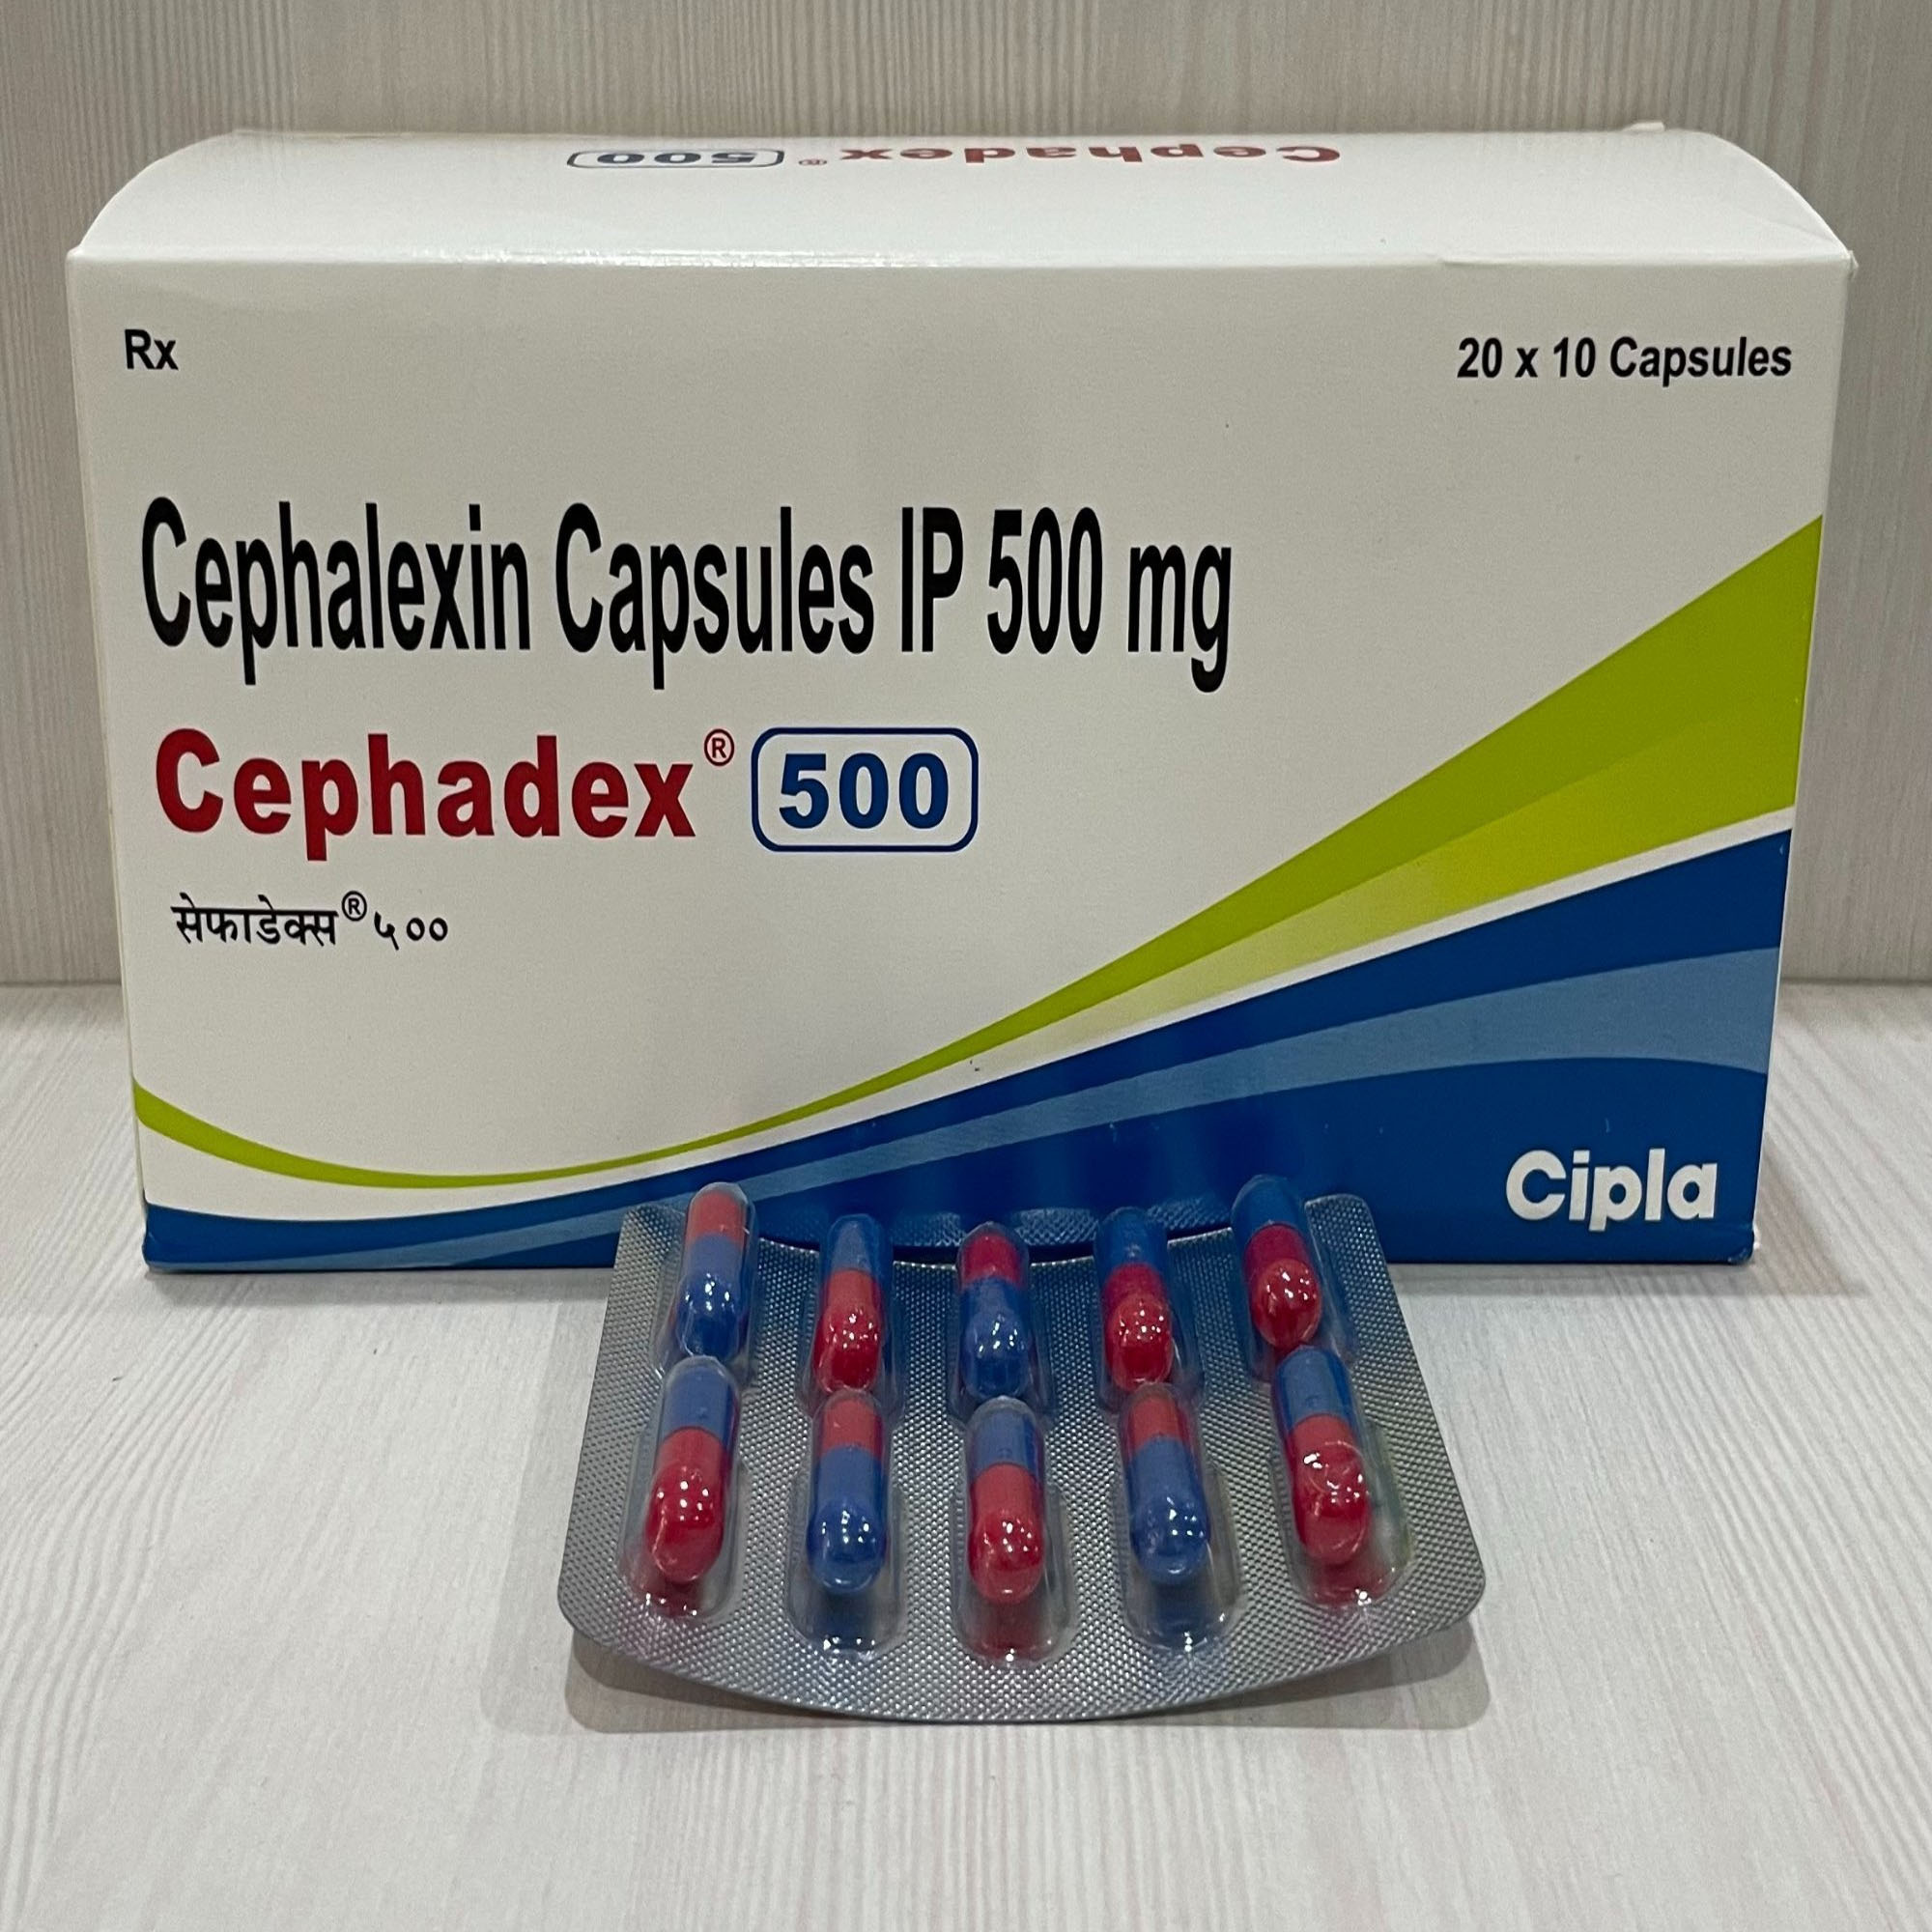 Cephadex® 500
Rx
20 x 10 Capsules
Cephalexin Capsules IP 500 mg
Cephadex® 500
सेफाडेक्स® ५००
Cipla